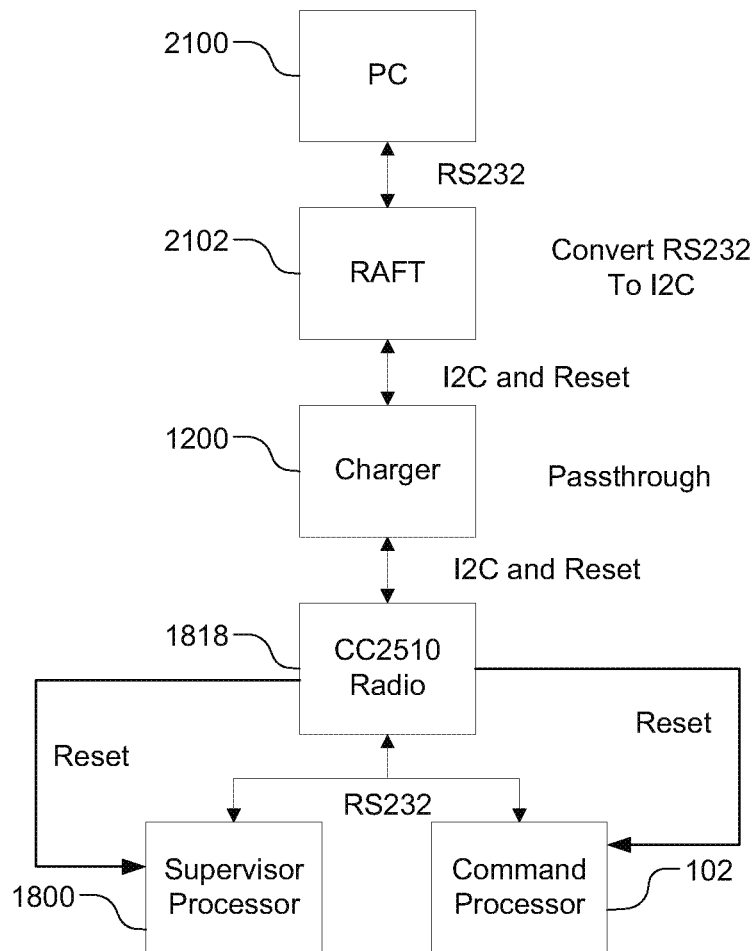 2100
PC
RS232
2102
RAFT
Convert RS232
To I2C
I2C and Reset
1200
Charger
Passthrough
I2C and Reset
1818
CC2510
Radio
Reset
Reset
RS232
Supervisor
Processor
Command
Processor
1800
102